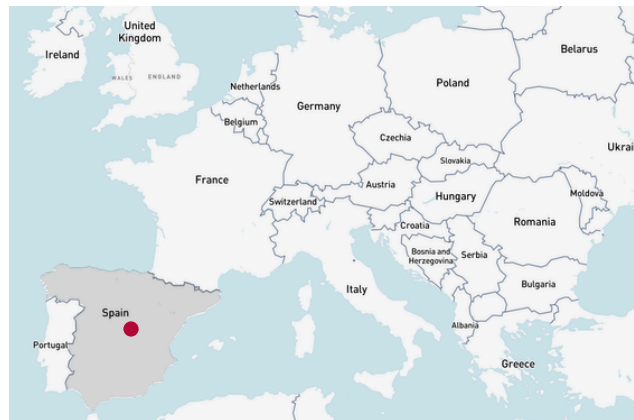 United
Kingdom
Ireland
WALES
ENGLAND
Netherlands
Belgium
Germany
Poland
Belarus
Czechia
Slovakia
Ukrai
France
Switzerland
Austria
Hungary
Moldova
Romania
Croatia
Bosnia and
Herzegovina
Serbia
Italy
Bulgaria
Albania
Greece
Spain
Portugal